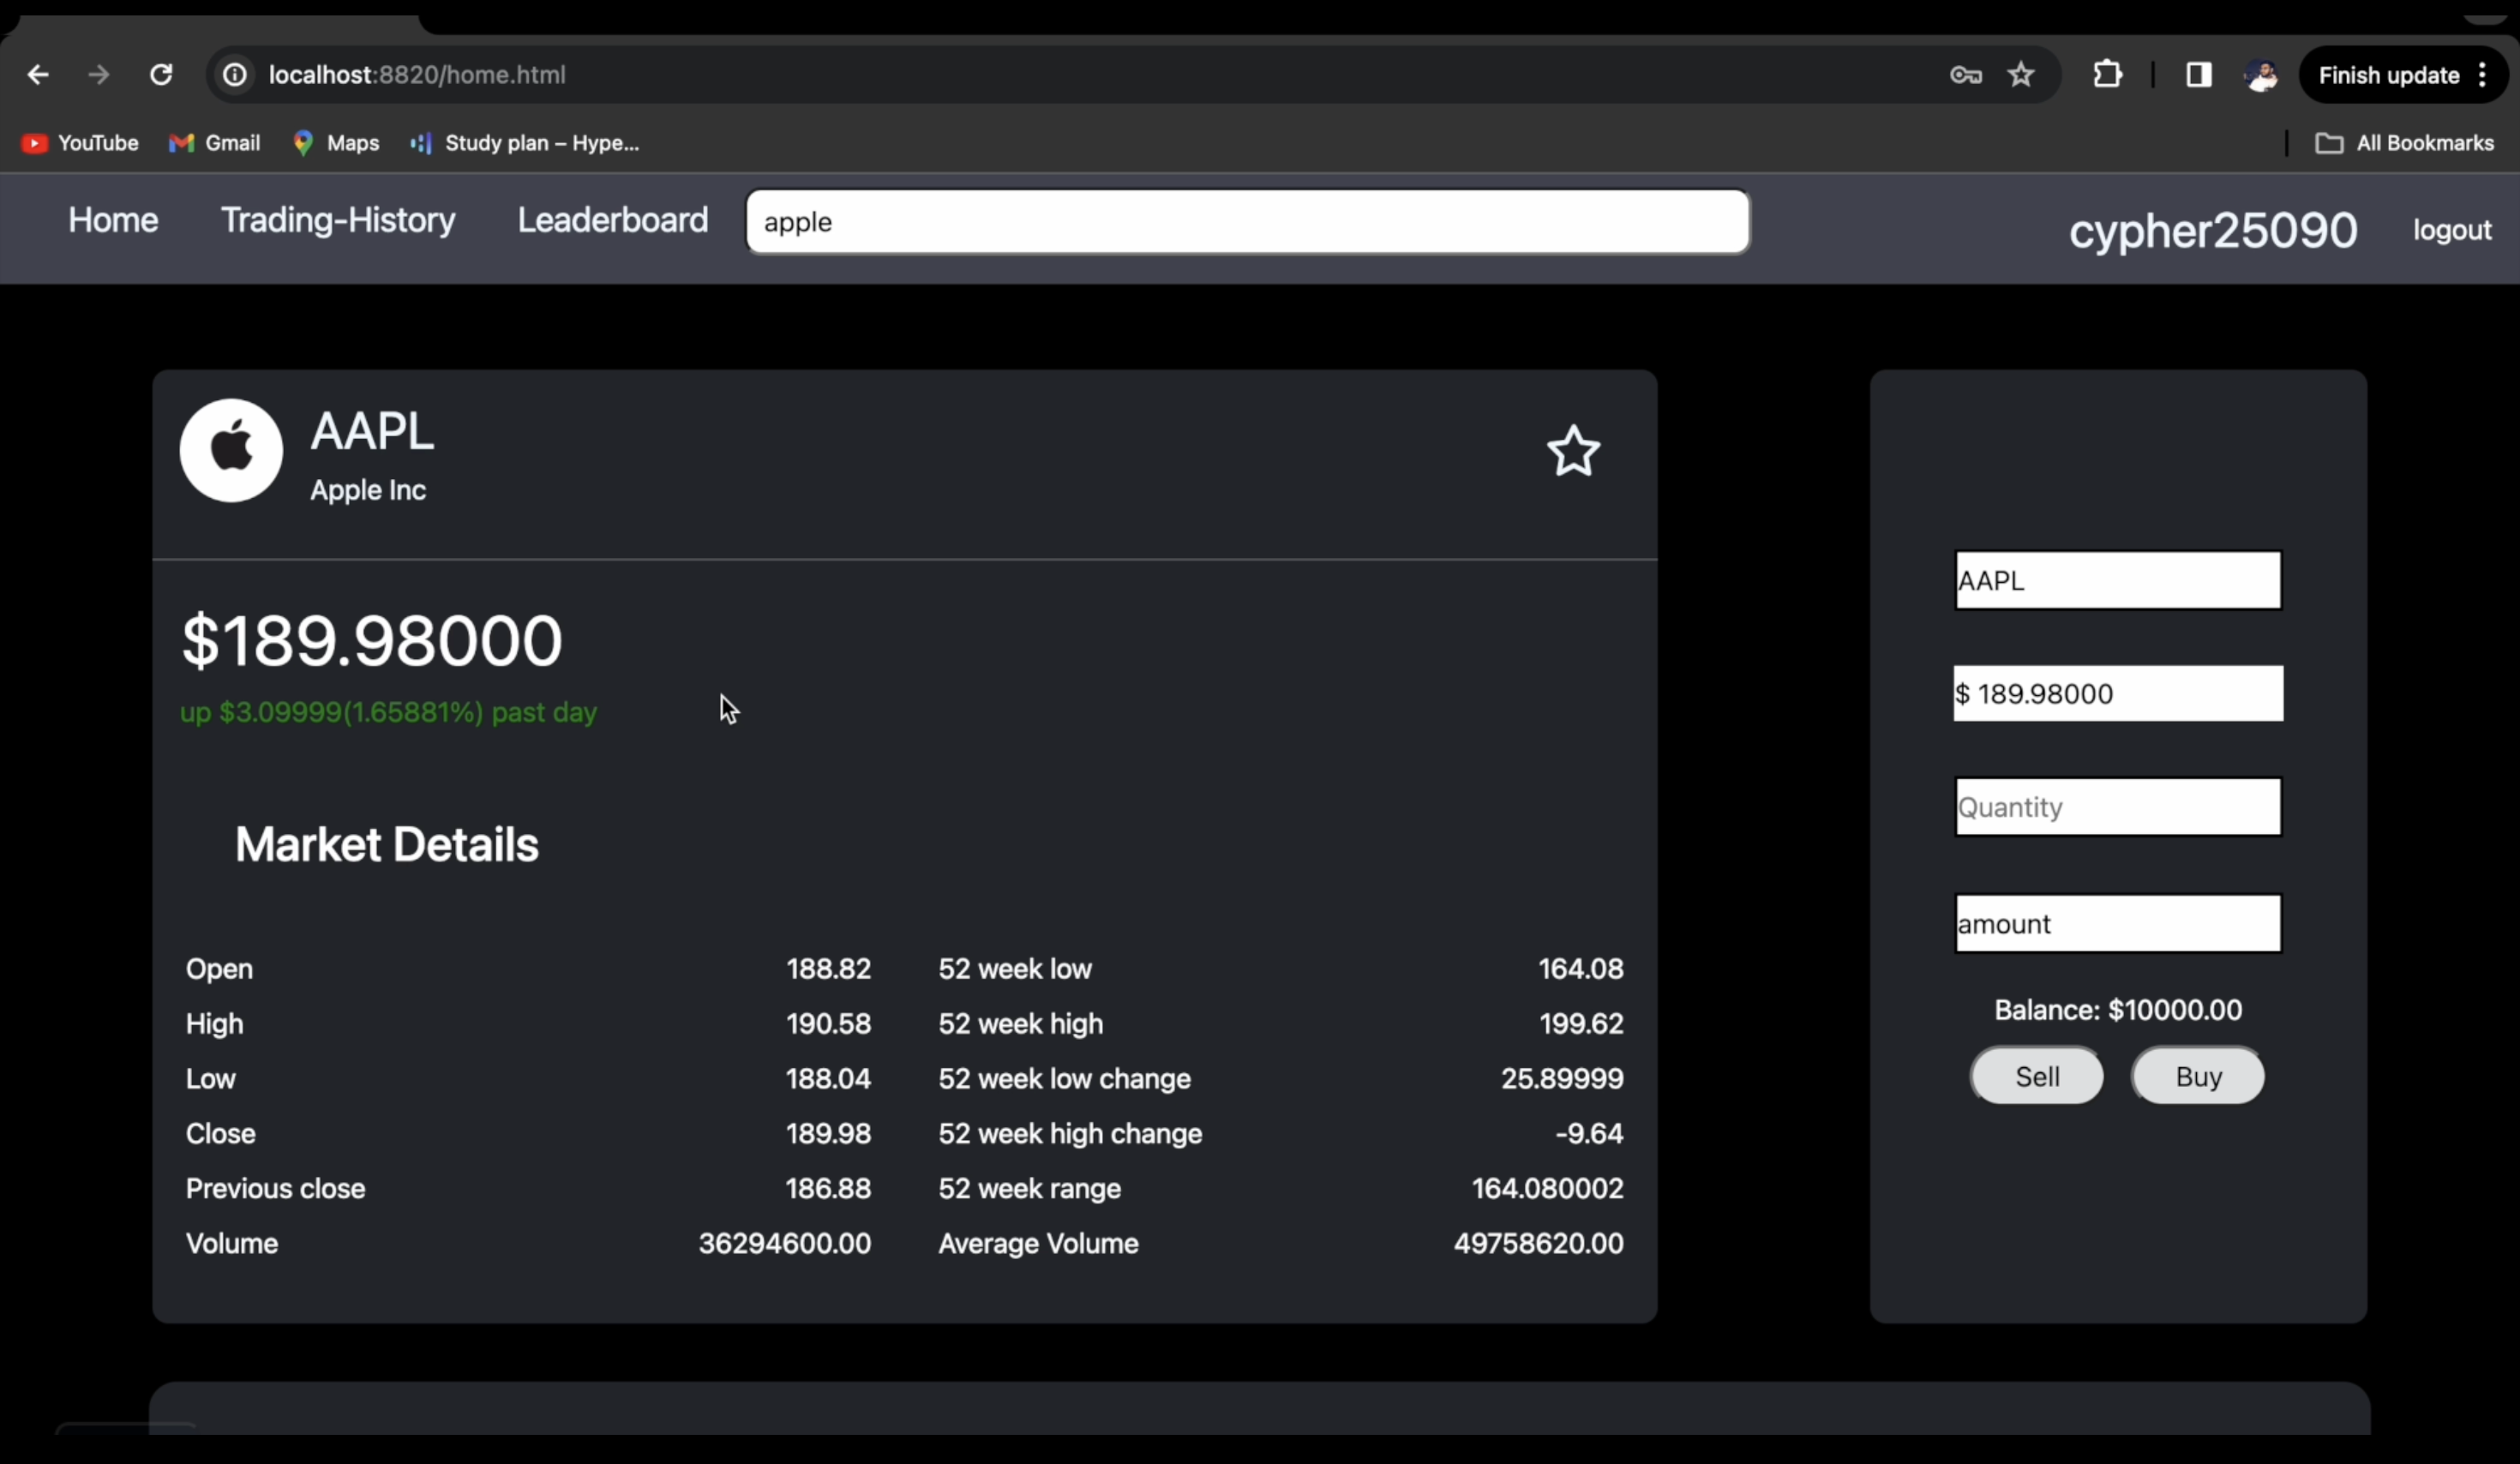 localhost:8820/home.html
Finish update
YouTube
Gmail
Maps
Study plan – Hype...
All Bookmarks
Home
Trading-History
Leaderboard
apple
cypher25090
logout
AAPL
Apple Inc
$189.98000
up $3.09999(1.65881%) past day
Market Details
Open 188.82 52 week low 164.08
High 190.58 52 week high 199.62
Low 188.04 52 week low change 25.89999
Close 189.98 52 week high change -9.64
Previous close 186.88 52 week range 164.080002
Volume 36294600.00 Average Volume 49758620.00
AAPL
$ 189.98000
Quantity
amount
Balance: $10000.00
Sell
Buy